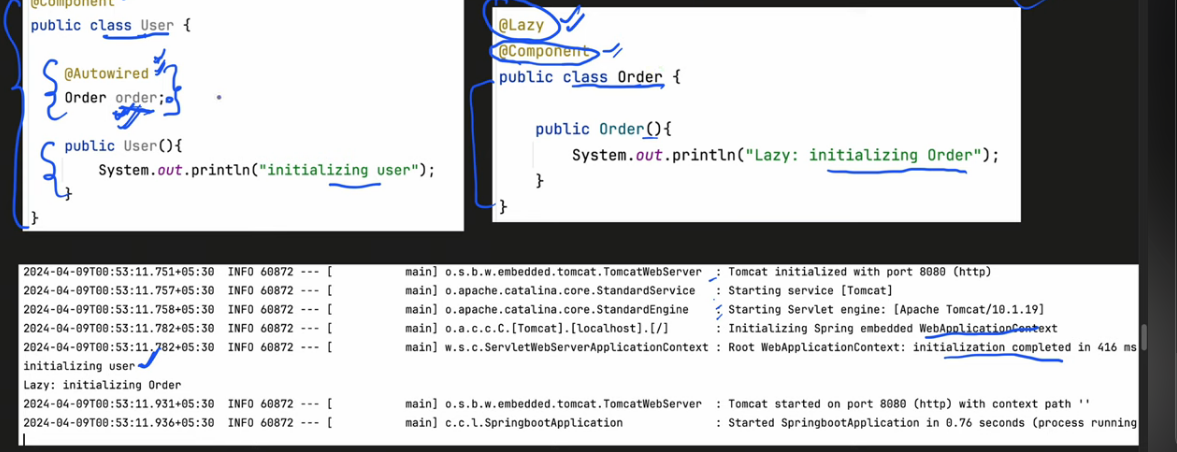 @Component
public class User {
@Autowired
Order order;
public User(){
System.out.println("initializing user");
}
}
@Lazy
@Component
public class Order {
public Order(){
System.out.println("Lazy: initializing Order");
}
}
2024-04-09T00:53:11.751+05:30  INFO 60872 --- [           main] o.s.b.w.embedded.tomcat.TomcatWebServer  : Tomcat initialized with port 8080 (http)
2024-04-09T00:53:11.757+05:30  INFO 60872 --- [           main] o.apache.catalina.core.StandardService   : Starting service [Tomcat]
2024-04-09T00:53:11.758+05:30  INFO 60872 --- [           main] o.apache.catalina.core.StandardEngine    : Starting Servlet engine: [Apache Tomcat/10.1.19]
2024-04-09T00:53:11.782+05:30  INFO 60872 --- [           main] o.a.c.c.C.[Tomcat].[localhost].[/]       : Initializing Spring embedded WebApplicationContext
2024-04-09T00:53:11.782+05:30  INFO 60872 --- [           main] w.s.c.ServletWebServerApplicationContext : Root WebApplicationContext: initialization completed in 416 ms
initializing user
Lazy: initializing Order
2024-04-09T00:53:11.931+05:30  INFO 60872 --- [           main] o.s.b.w.embedded.tomcat.TomcatWebServer  : Tomcat started on port 8080 (http) with context path ''
2024-04-09T00:53:11.936+05:30  INFO 60872 --- [           main] c.c.l.SpringbootApplication              : Started SpringbootApplication in 0.76 seconds (process running